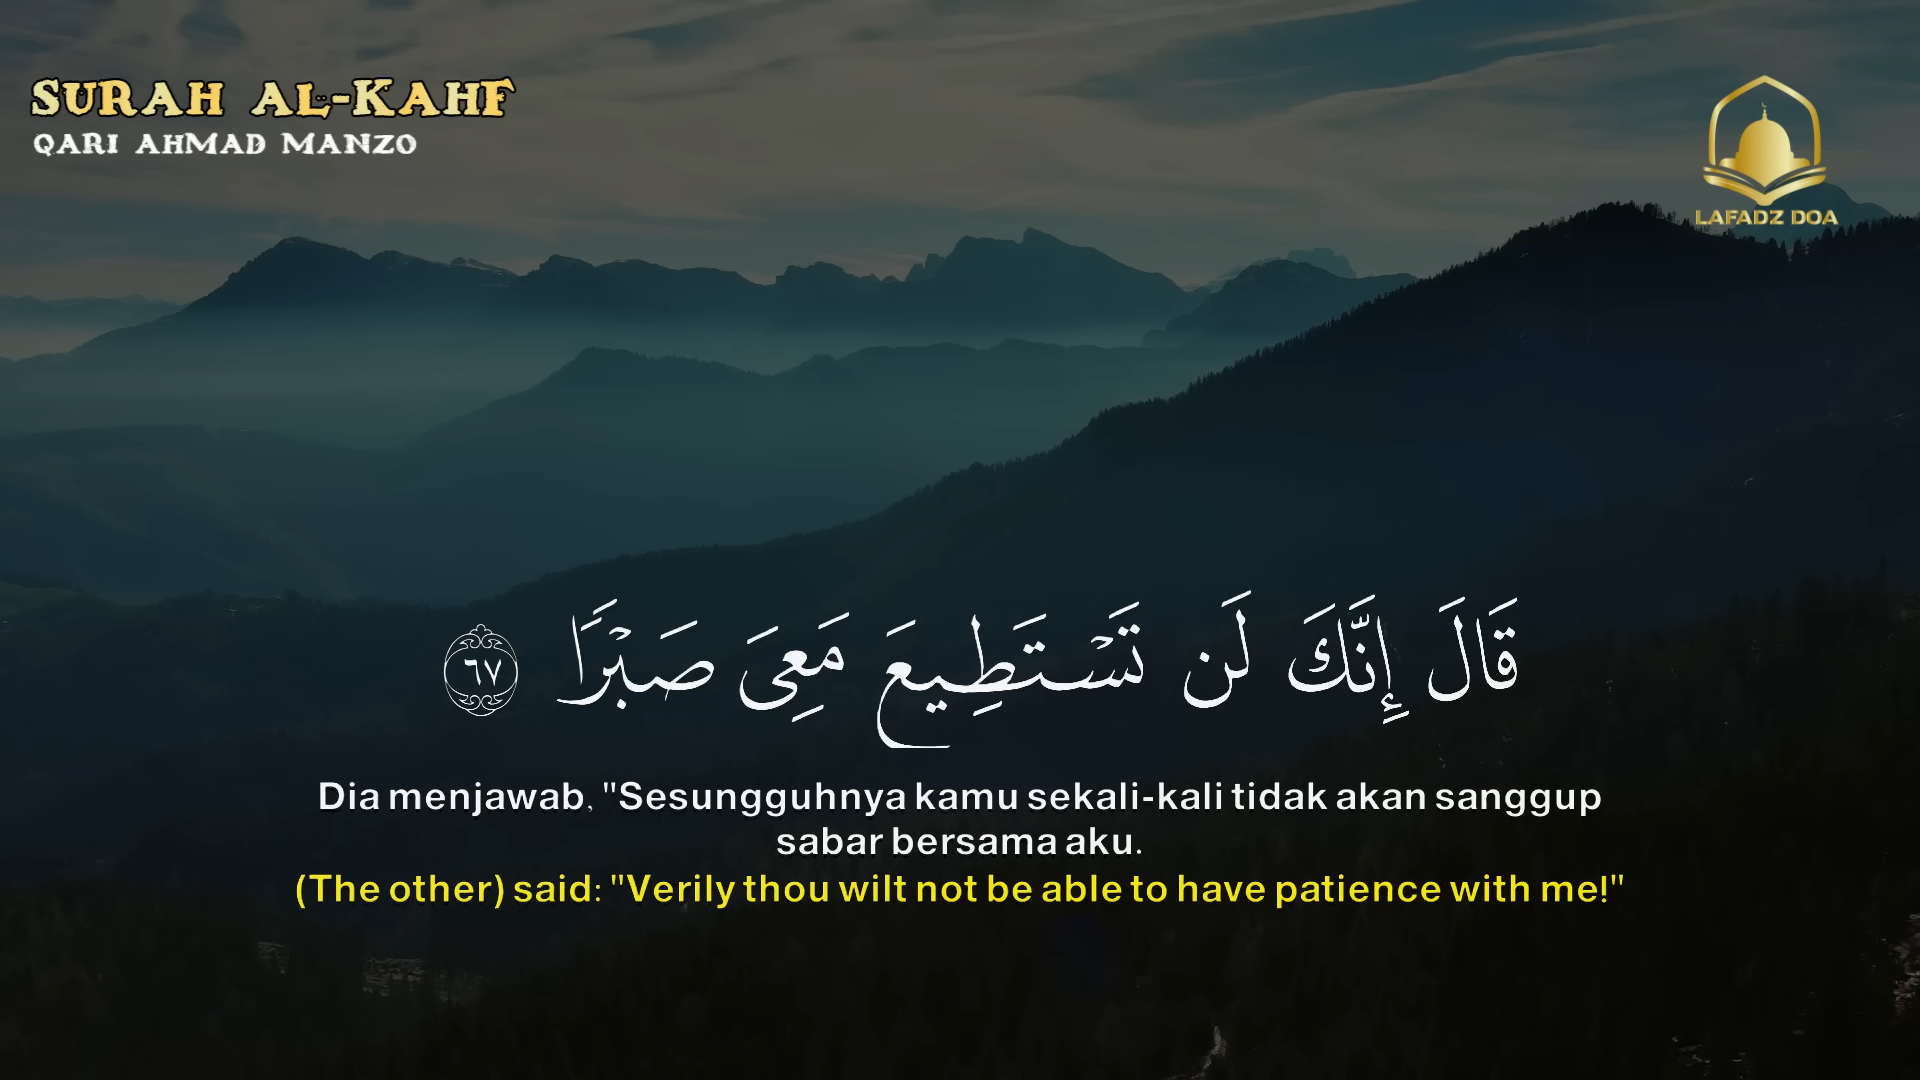 SURAH AL-KAHF
QARI AHMAD MANZO
LAFADZ DOA
قَالَ إِنَّكَ لَن تَسْتَطِيعَ مَعِىَ صَبْرًا ٦٧
Dia menjawab, "Sesungguhnya kamu sekali-kali tidak akan sanggup
sabar bersama aku.
(The other) said: "Verily thou wilt not be able to have patience with me!"